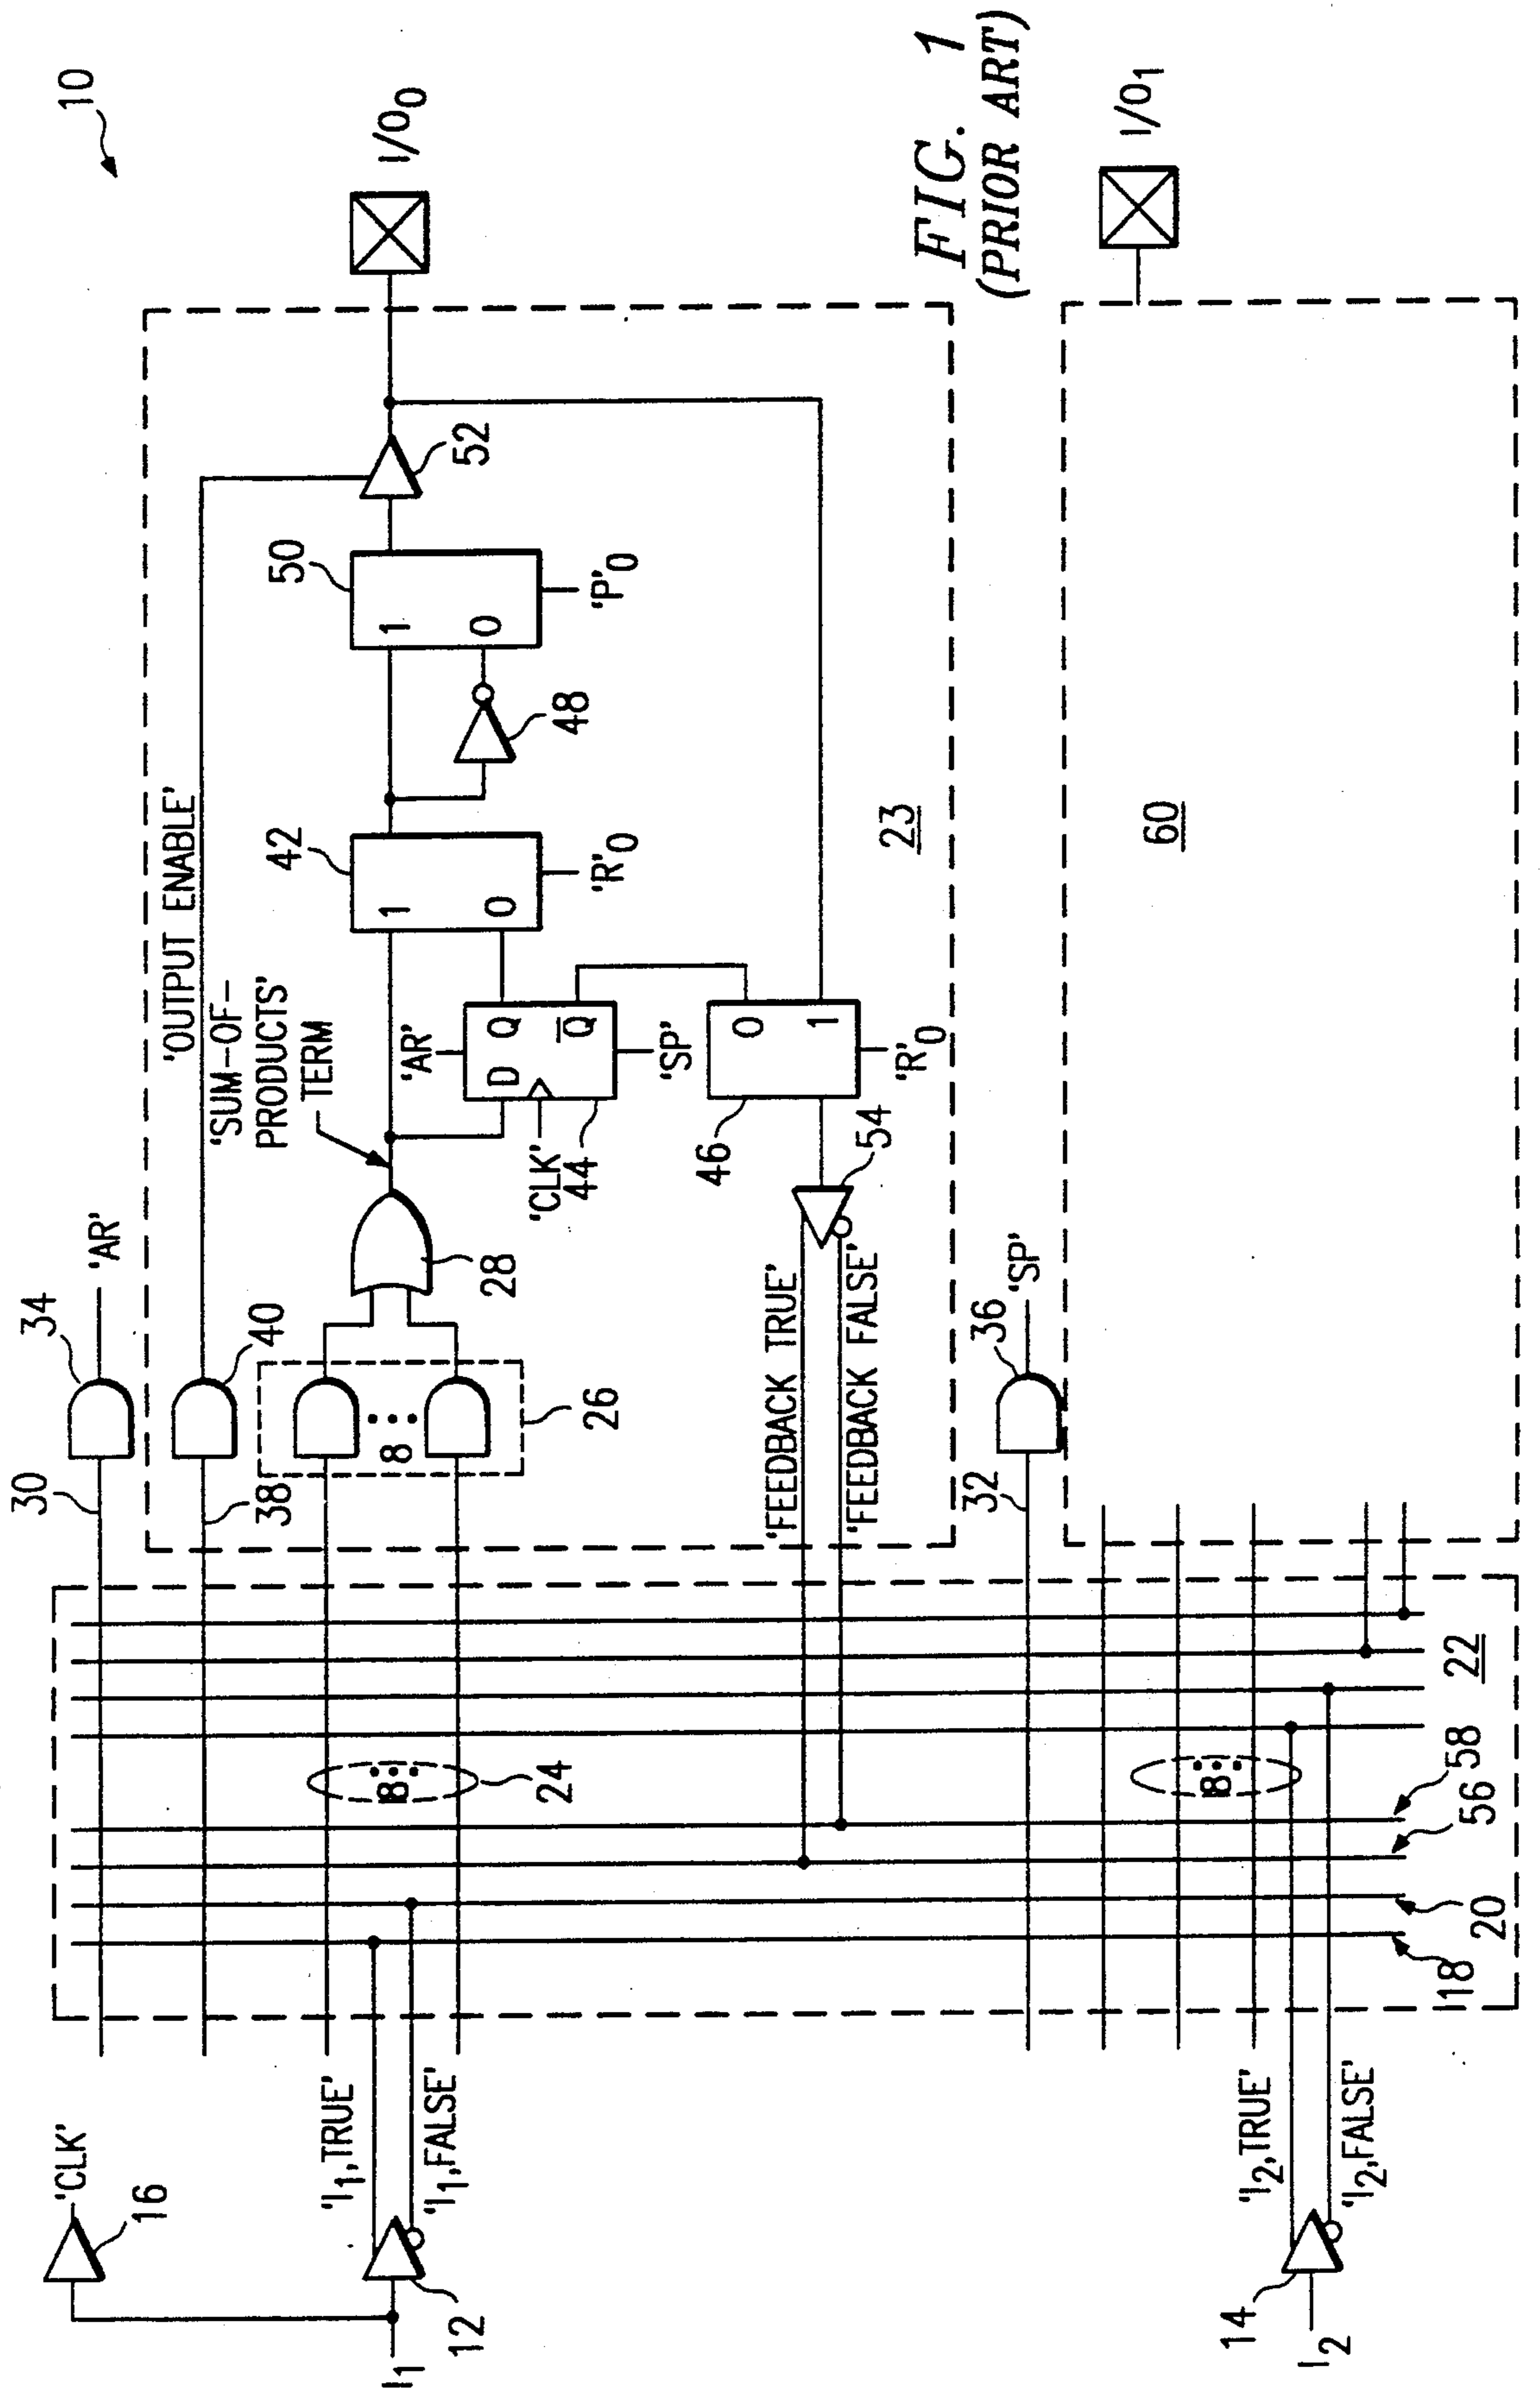 10
30
34
'AR'
'OUTPUT ENABLE'
38
40
'SUM-OF-
PRODUCTS'
TERM
42
50
52
I/O0
1
0
'R'0
1
0
'P'0
48
8
26
28
'AR'
D
Q
Q̅
'CLK'
44
'SP'
0
1
46
'R'0
54
'FEEDBACK TRUE'
'FEEDBACK FALSE'
23
'CLK'
16
I1
12
'I1,TRUE'
'I1,FALSE'
8
24
32
36
'SP'
60
I/O1
8
I2
14
'I2,TRUE'
'I2,FALSE'
18
20
56
58
22
FIG. 1
(PRIOR ART)